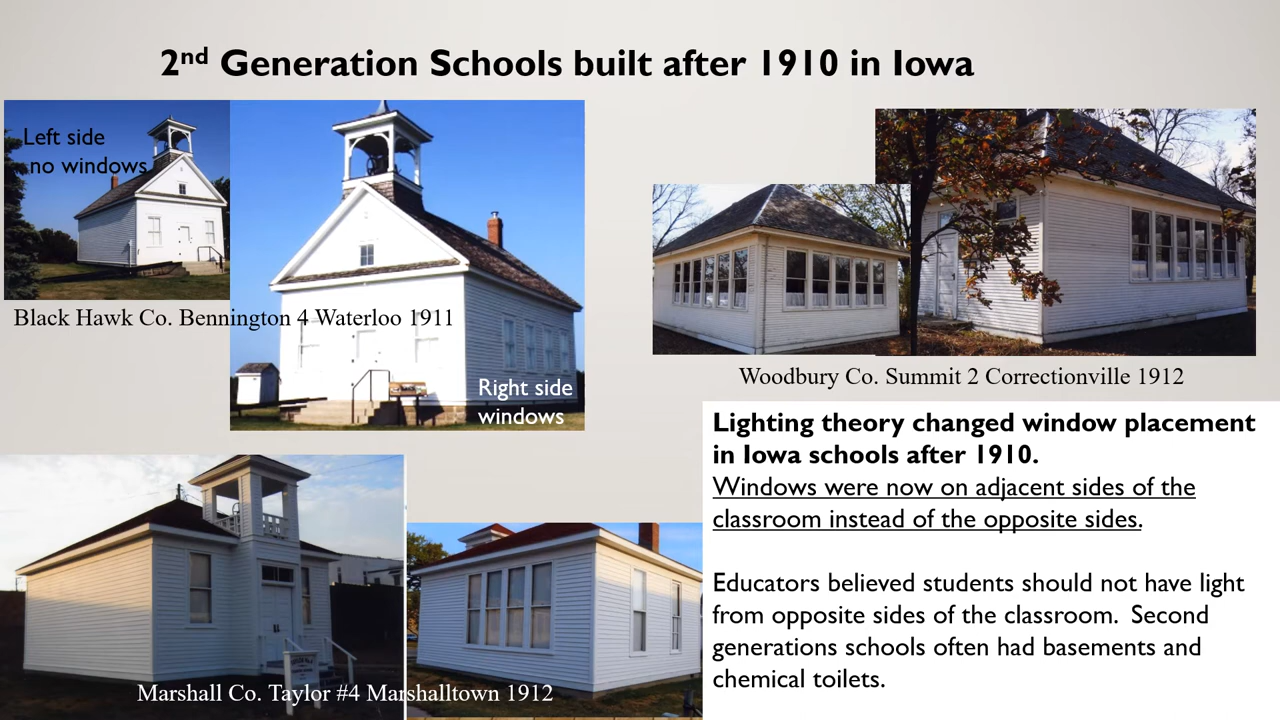 2nd Generation Schools built after 1910 in Iowa
Left side
no windows
Black Hawk Co. Bennington 4 Waterloo 1911
Right side
windows
Woodbury Co. Summit 2 Correctionville 1912
Lighting theory changed window placement
in Iowa schools after 1910.
Windows were now on adjacent sides of the
classroom instead of the opposite sides.
Educators believed students should not have light
from opposite sides of the classroom. Second
generations schools often had basements and
chemical toilets.
Marshall Co. Taylor #4 Marshalltown 1912